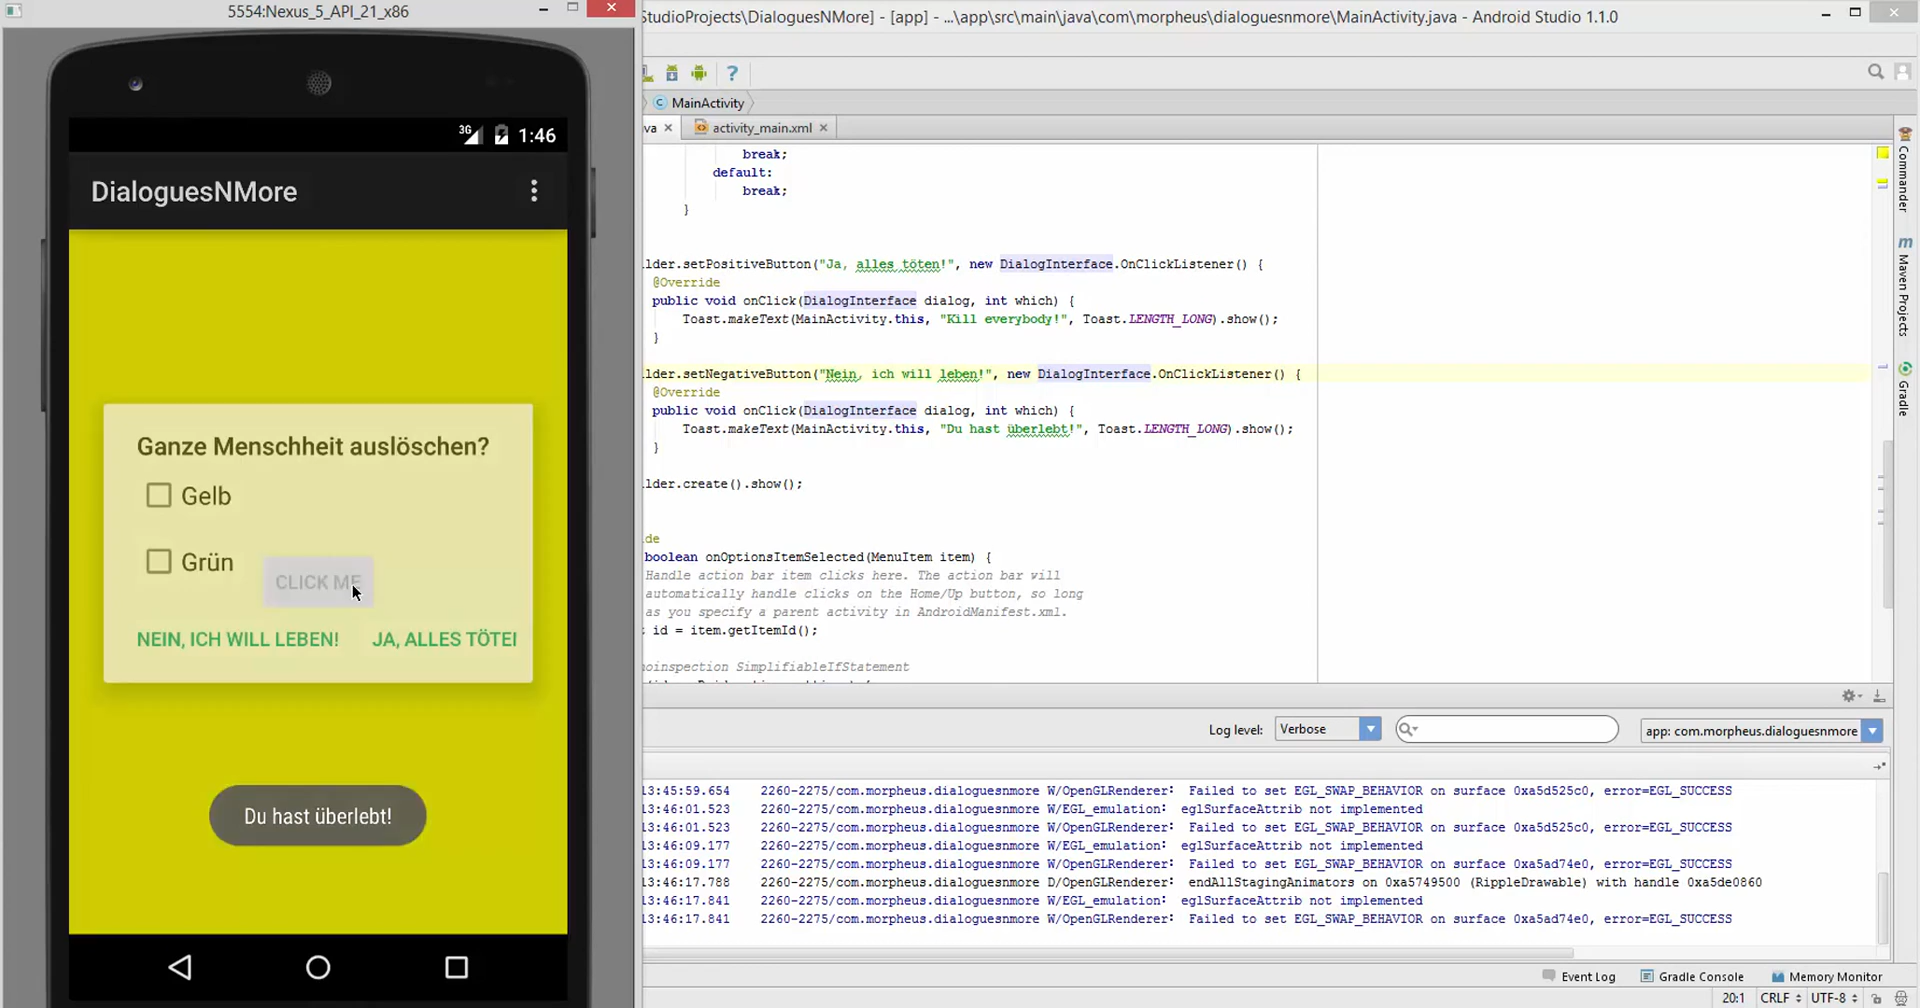 5554:Nexus_5_API_21_x86
3G 1:46
DialoguesNMore
Ganze Menschheit auslöschen?
Gelb
Grün
CLICK ME
NEIN, ICH WILL LEBEN! JA, ALLES TÖTE
Du hast überlebt!
StudioProjects\DialoguesNMore] - [app] - ...\app\src\main\java\com\morpheus\dialoguesnmore\MainActivity.java - Android Studio 1.1.0
?
C MainActivity
va activity_main.xml
break;
default:
break;
}
lder.setPositiveButton("Ja, alles töten!", new DialogInterface.OnClickListener() {
@Override
public void onClick(DialogInterface dialog, int which) {
Toast.makeText(MainActivity.this, "Kill everybody!", Toast.LENGTH_LONG).show();
}
lder.setNegativeButton("Nein, ich will leben!", new DialogInterface.OnClickListener() {
@Override
public void onClick(DialogInterface dialog, int which) {
Toast.makeText(MainActivity.this, "Du hast überlebt!", Toast.LENGTH_LONG).show();
}
lder.create().show();
de
boolean onOptionsItemSelected(MenuItem item) {
Handle action bar item clicks here. The action bar will
automatically handle clicks on the Home/Up button, so long
as you specify a parent activity in AndroidManifest.xml.
id = item.getItemId();
oinspection SimplifiableIfStatement
Log level: Verbose app: com.morpheus.dialoguesnmore
13:45:59.654 2260-2275/com.morpheus.dialoguesnmore W/OpenGLRenderer: Failed to set EGL_SWAP_BEHAVIOR on surface 0xa5d525c0, error=EGL_SUCCESS
13:46:01.523 2260-2275/com.morpheus.dialoguesnmore W/EGL_emulation: eglSurfaceAttrib not implemented
13:46:01.523 2260-2275/com.morpheus.dialoguesnmore W/OpenGLRenderer: Failed to set EGL_SWAP_BEHAVIOR on surface 0xa5d525c0, error=EGL_SUCCESS
13:46:09.177 2260-2275/com.morpheus.dialoguesnmore W/EGL_emulation: eglSurfaceAttrib not implemented
13:46:09.177 2260-2275/com.morpheus.dialoguesnmore W/OpenGLRenderer: Failed to set EGL_SWAP_BEHAVIOR on surface 0xa5ad74e0, error=EGL_SUCCESS
13:46:17.788 2260-2275/com.morpheus.dialoguesnmore D/OpenGLRenderer: endAllStagingAnimators on 0xa5749500 (RippleDrawable) with handle 0xa5de0860
13:46:17.841 2260-2275/com.morpheus.dialoguesnmore W/EGL_emulation: eglSurfaceAttrib not implemented
13:46:17.841 2260-2275/com.morpheus.dialoguesnmore W/OpenGLRenderer: Failed to set EGL_SWAP_BEHAVIOR on surface 0xa5ad74e0, error=EGL_SUCCESS
Event Log Gradle Console Memory Monitor
20:1 CRLF UTF-8
Commander
m Maven Projects
Gradle